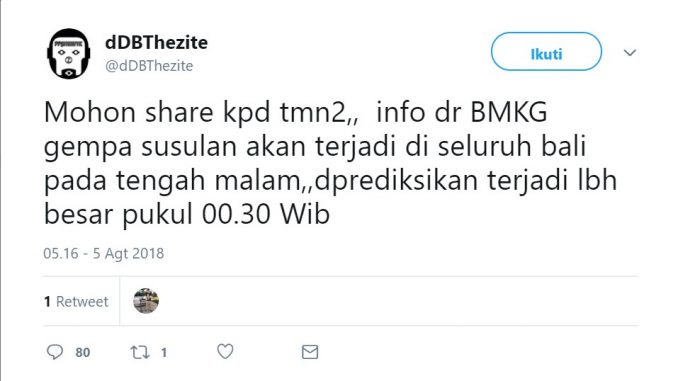 dDBThezite
@dDBThezite
Ikuti
Mohon share kpd tmn2,,  info dr BMKG
gempa susulan akan terjadi di seluruh bali
pada tengah malam,,dprediksikan terjadi lbh
besar pukul 00.30 Wib
05.16 - 5 Agt 2018
1 Retweet
80 1